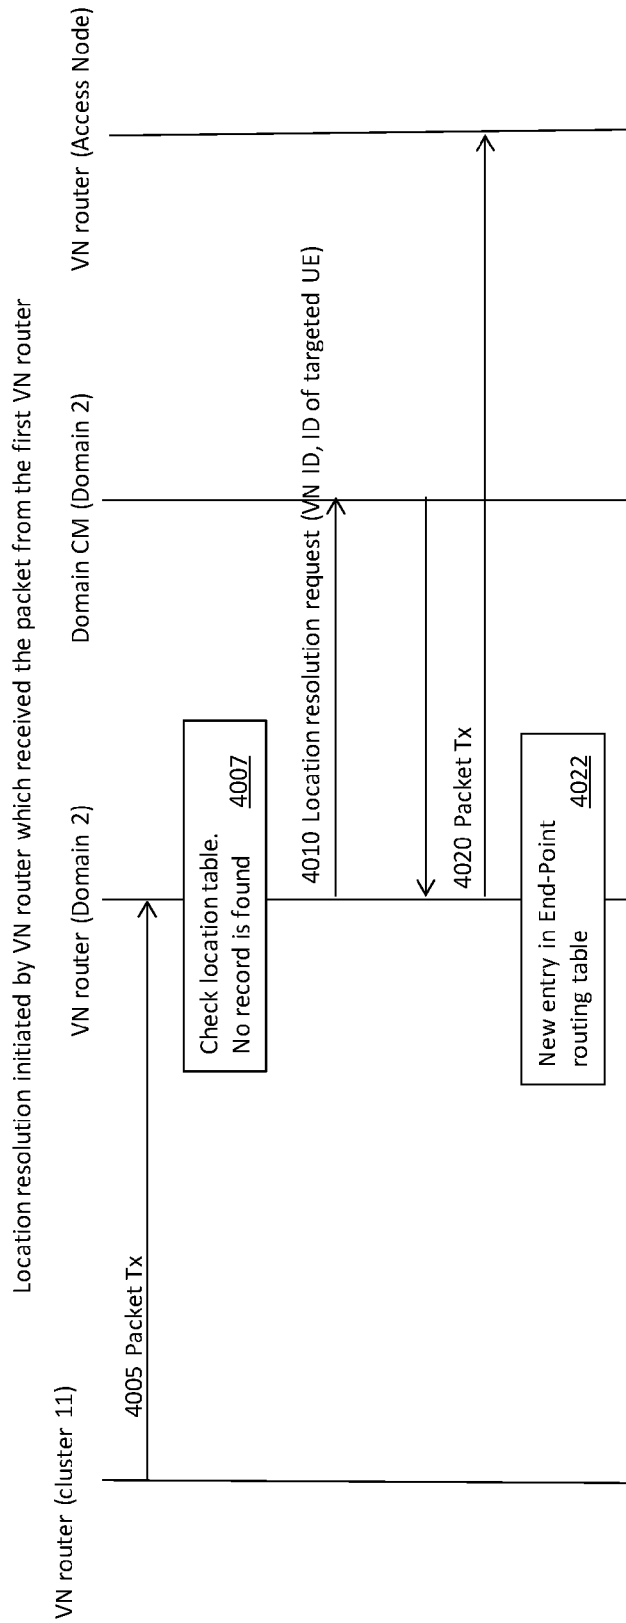 Location resolution initiated by VN router which received the packet from the first VN router
VN router (cluster 11)
VN router (Domain 2)
Domain CM (Domain 2)
VN router (Access Node)
4005 Packet Tx
Check location table.
No record is found
4007
4010 Location resolution request (VN ID, ID of targeted UE)
4020 Packet Tx
New entry in End-Point
routing table
4022